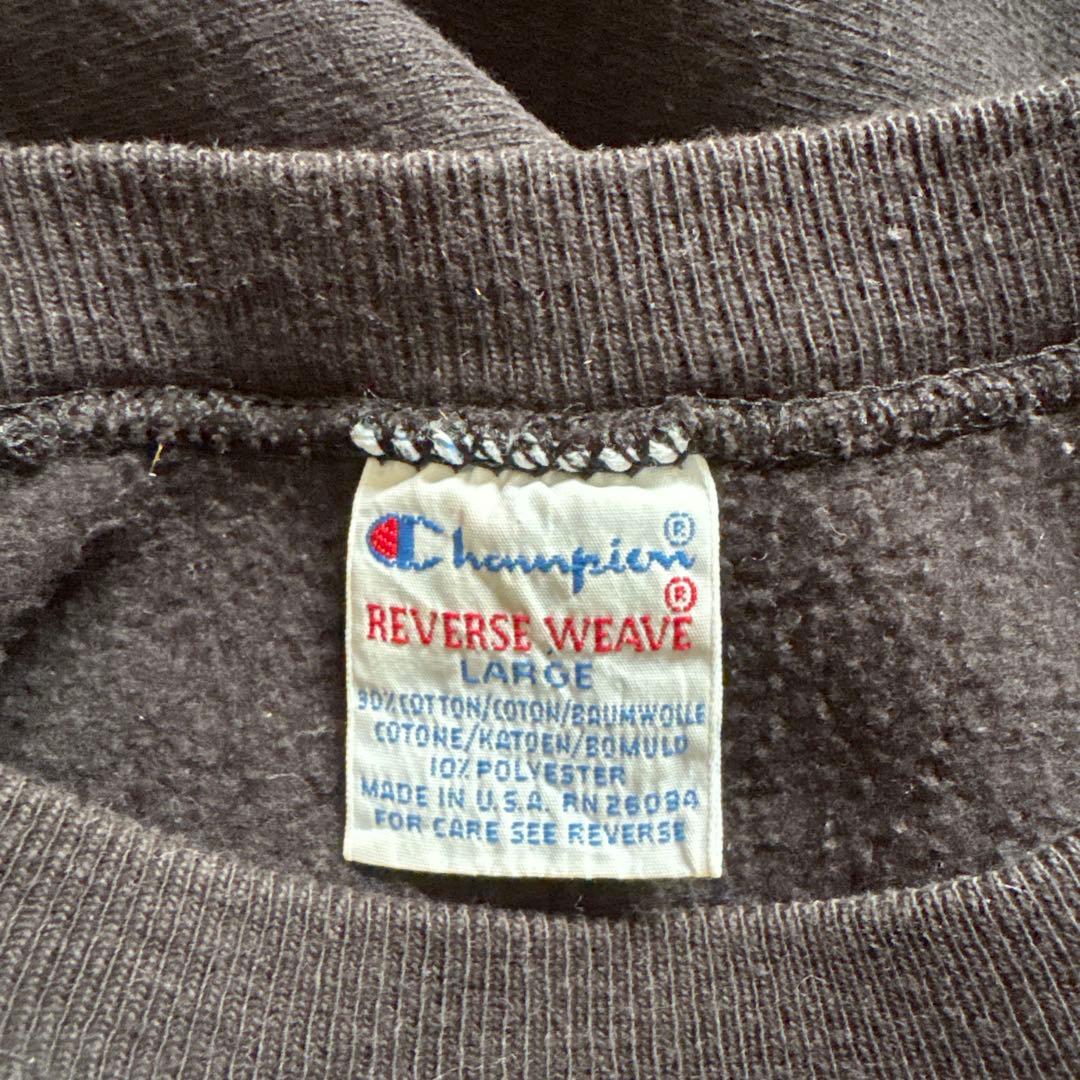 Champion®
REVERSE WEAVE®
LARGE
90% COTTON/COTON/BAUMWOLLE
COTONE/KATOEN/BOMULD
10% POLYESTER
MADE IN U.S.A. RN 26094
FOR CARE SEE REVERSE